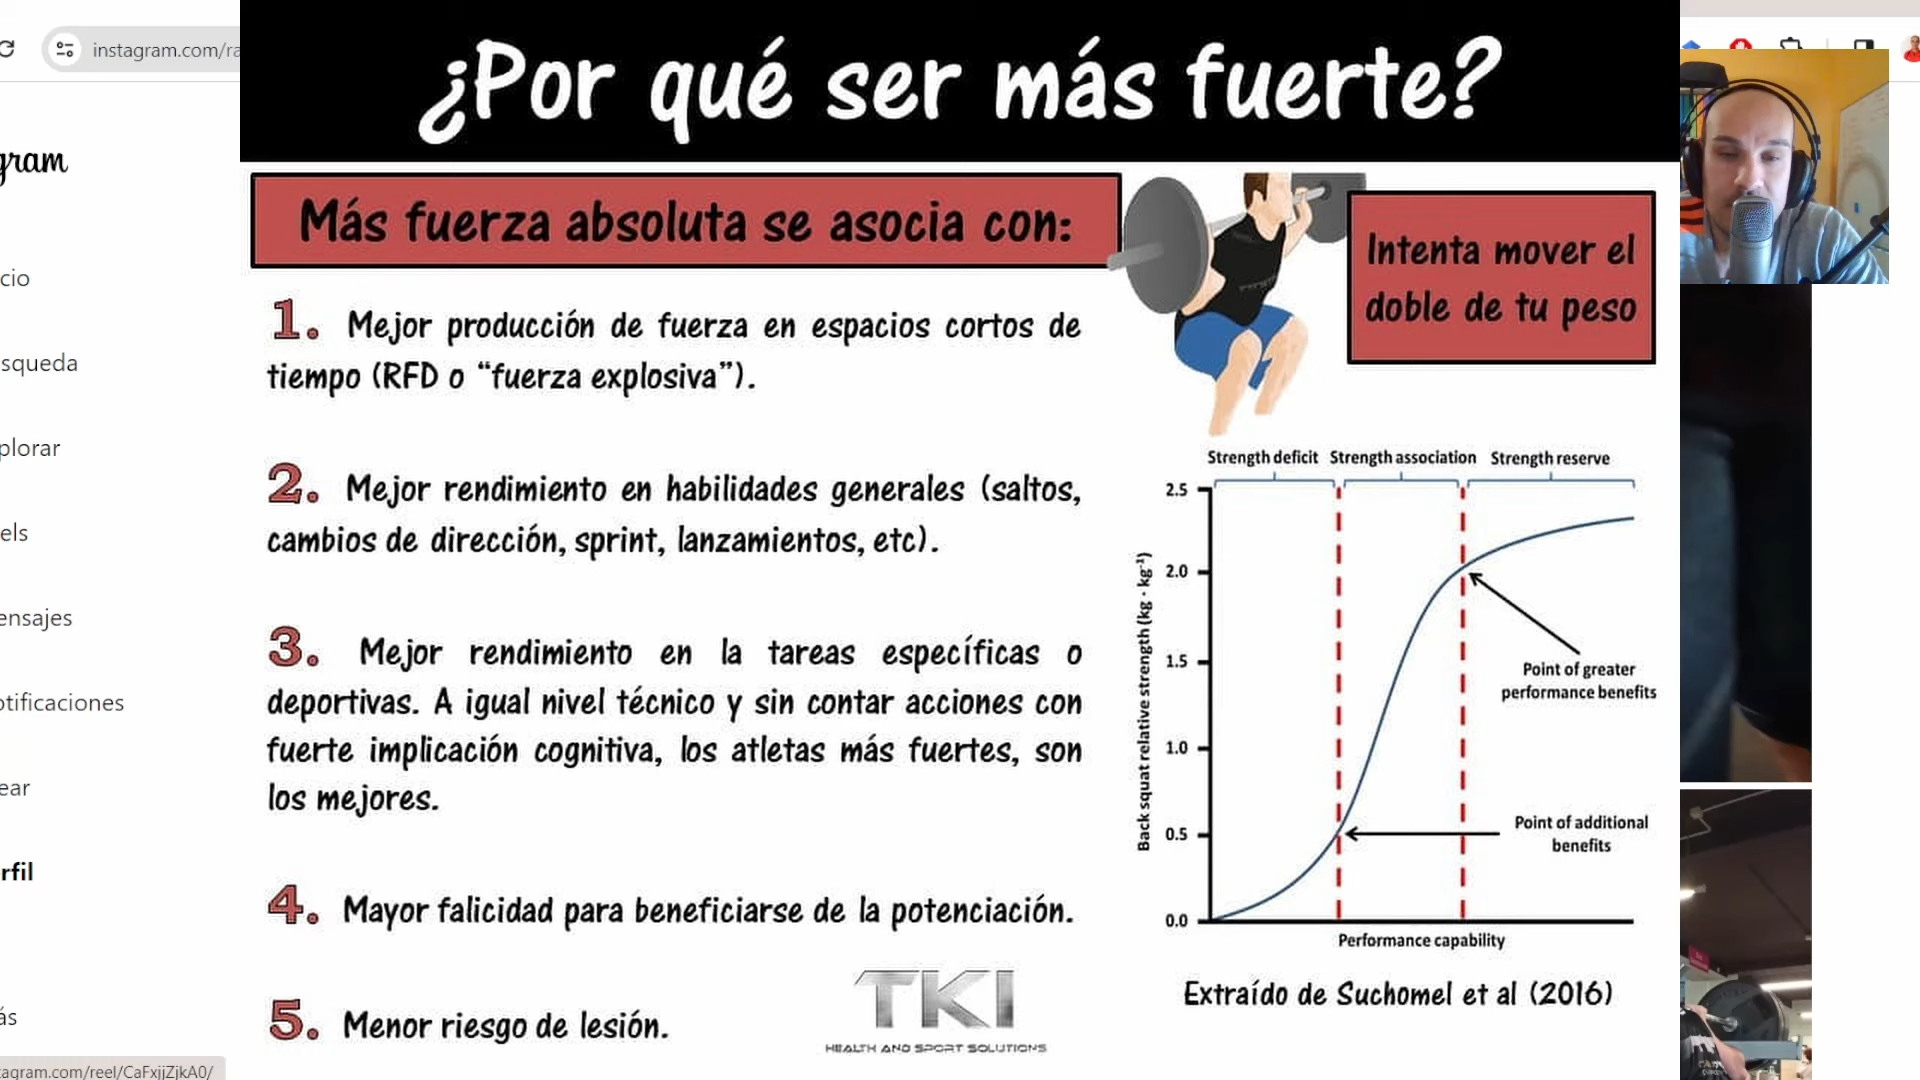 ¿Por qué ser más fuerte?
instagram.com/ra
gram
cio
squeda
plorar
els
ensajes
otificaciones
ear
rfil
ás
tagram.com/reel/CaFxjjZjkA0/
Más fuerza absoluta se asocia con:
1. Mejor producción de fuerza en espacios cortos de
tiempo (RFD o “fuerza explosiva”).
2. Mejor rendimiento en habilidades generales (saltos,
cambios de dirección, sprint, lanzamientos, etc).
3. Mejor rendimiento en la tareas específicas o
deportivas. A igual nivel técnico y sin contar acciones con
fuerte implicación cognitiva, los atletas más fuertes, son
los mejores.
4. Mayor falicidad para beneficiarse de la potenciación.
5. Menor riesgo de lesión.
TKI
HEALTH AND SPORT SOLUTIONS
Intenta mover el
doble de tu peso
Strength deficit Strength association Strength reserve
2.5
2.0
1.5
1.0
0.5
0.0
Back squat relative strength (kg · kg⁻¹)
Point of greater
performance benefits
Point of additional
benefits
Performance capability
Extraído de Suchomel et al (2016)